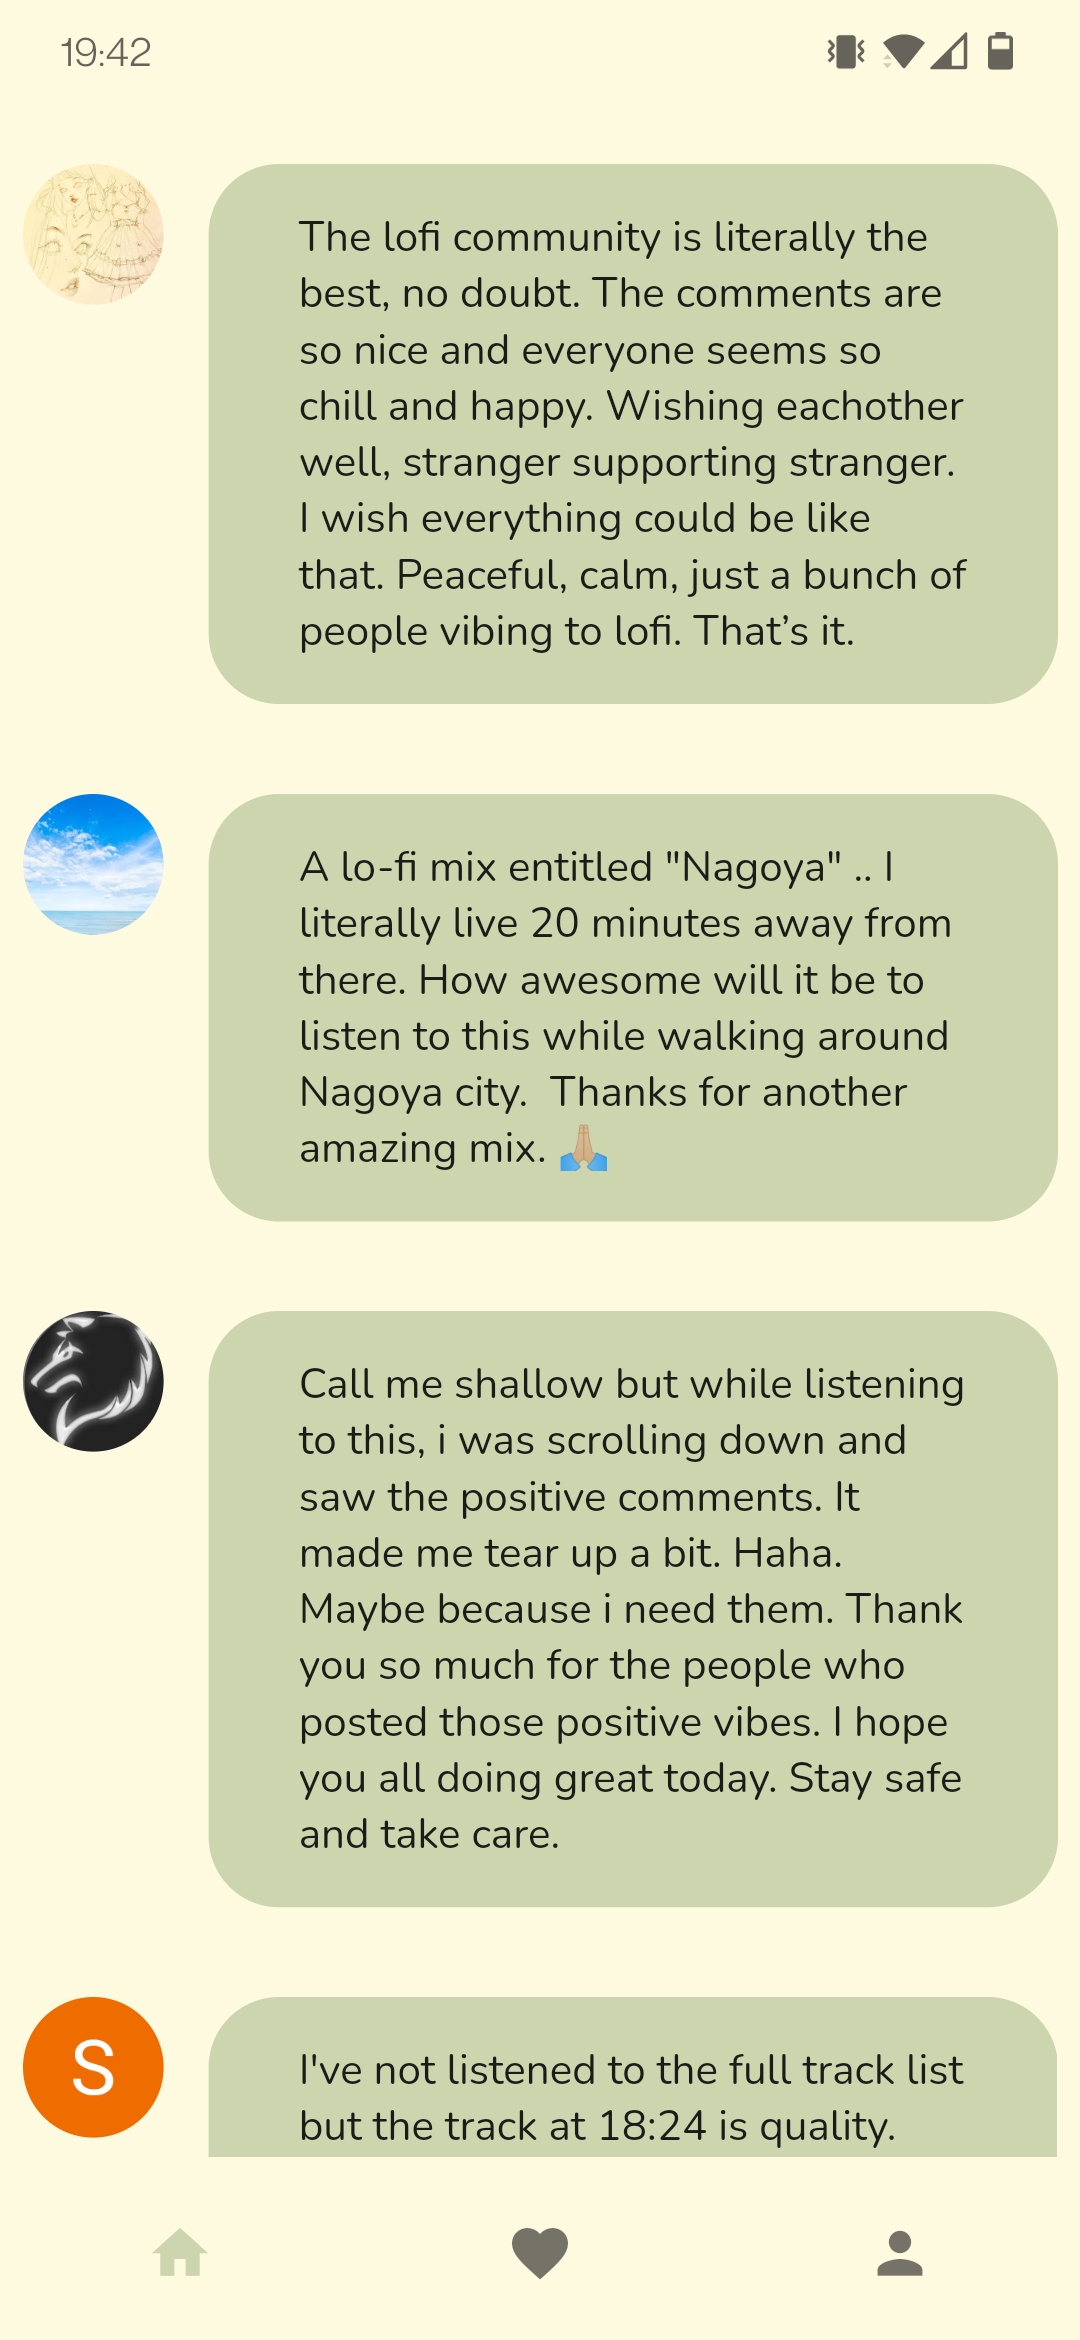 19:42
The lofi community is literally the
best, no doubt. The comments are
so nice and everyone seems so
chill and happy. Wishing eachother
well, stranger supporting stranger.
I wish everything could be like
that. Peaceful, calm, just a bunch of
people vibing to lofi. That’s it.
A lo-fi mix entitled "Nagoya" .. I
literally live 20 minutes away from
there. How awesome will it be to
listen to this while walking around
Nagoya city.  Thanks for another
amazing mix. 🙏🏼
Call me shallow but while listening
to this, i was scrolling down and
saw the positive comments. It
made me tear up a bit. Haha.
Maybe because i need them. Thank
you so much for the people who
posted those positive vibes. I hope
you all doing great today. Stay safe
and take care.
S
I've not listened to the full track list
but the track at 18:24 is quality.